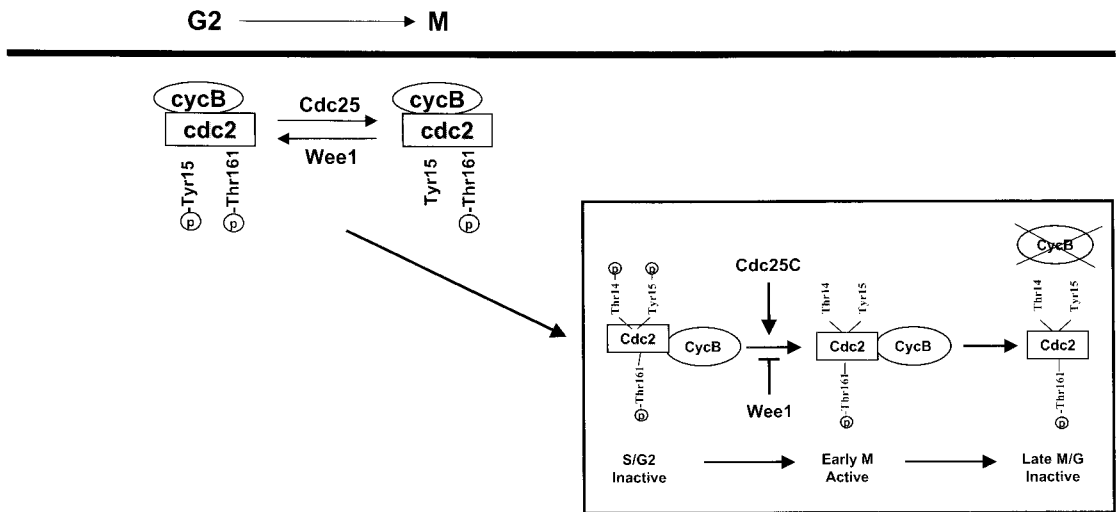 G2 M
cycB
cdc2
p-Tyr15
p-Thr161
Cdc25
Wee1
cycB
cdc2
Tyr15
p-Thr161
Thr14-p
Tyr15-p
Cdc2
CycB
p-Thr161
Cdc25C
Wee1
Thr14
Tyr15
Cdc2
CycB
p-Thr161
CycB
Thr14
Tyr15
Cdc2
p-Thr161
S/G2
Inactive
Early M
Active
Late M/G
Inactive